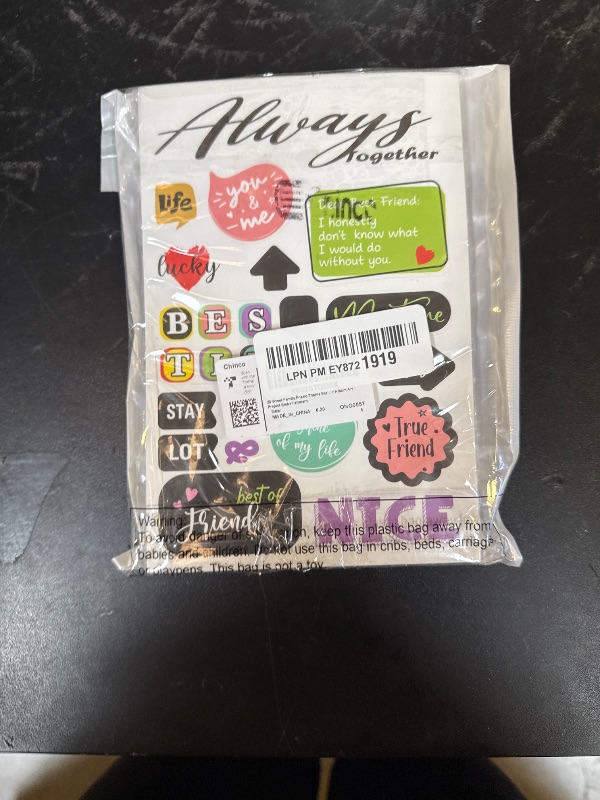 Always
Together
life
you
&
me
Friend:
I honestly
don't know what
I would do
without you.
lucky
B E S
T
Chinco
LPN PM EY8721919
MADE_IN_CHINA
STAY
LOT
&
of my life
True
Friend
best of
Friend
NICE
Warning
To avoid danger of keep this plastic bag away from
babies and children. Do not use this bag in cribs, beds, carriage
or playpens. This bag is not a toy.